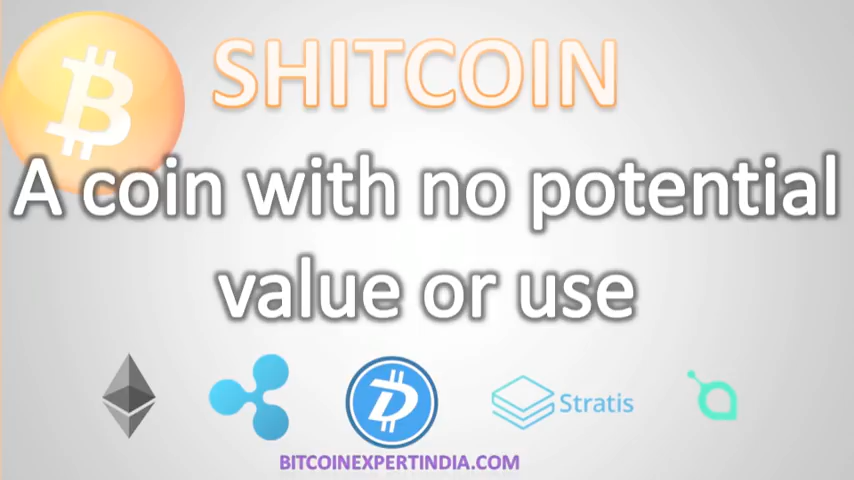 SHITCOIN
A coin with no potential
value or use
Stratis
BITCOINEXPERTINDIA.COM